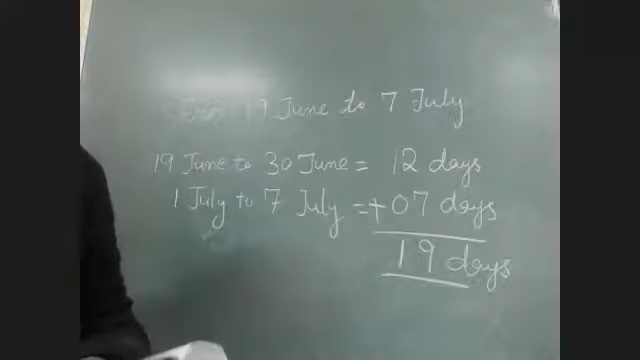 19 June to 7 July
19 June to 30 June = 12 days
1 July to 7 July = + 07 days
19 days